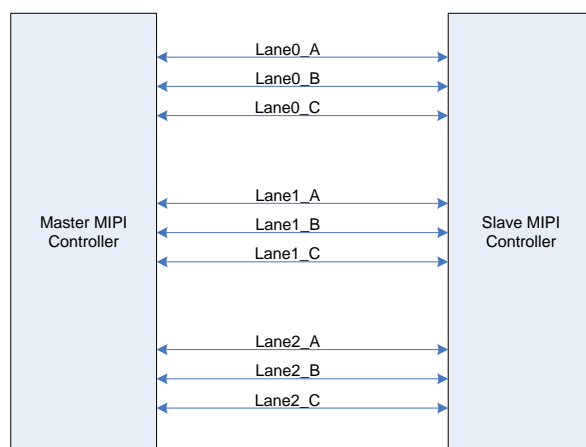 Lane0_A
Lane0_B
Lane0_C
Lane1_A
Master MIPI
Controller
Lane1_B
Lane1_C
Slave MIPI
Controller
Lane2_A
Lane2_B
Lane2_C